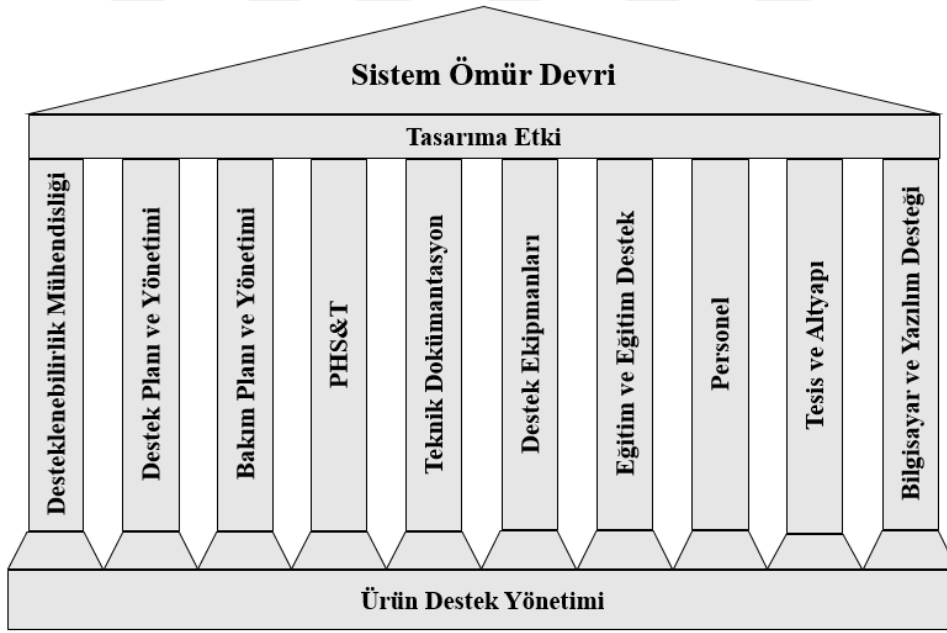 Sistem Ömür Devri
Tasarıma Etki
Desteklenebilirlik Mühendisliği
Destek Planı ve Yönetimi
Bakım Planı ve Yönetimi
PHS&T
Teknik Dokümantasyon
Destek Ekipmanları
Eğitim ve Eğitim Destek
Personel
Tesis ve Altyapı
Bilgisayar ve Yazılım Desteği
Ürün Destek Yönetimi